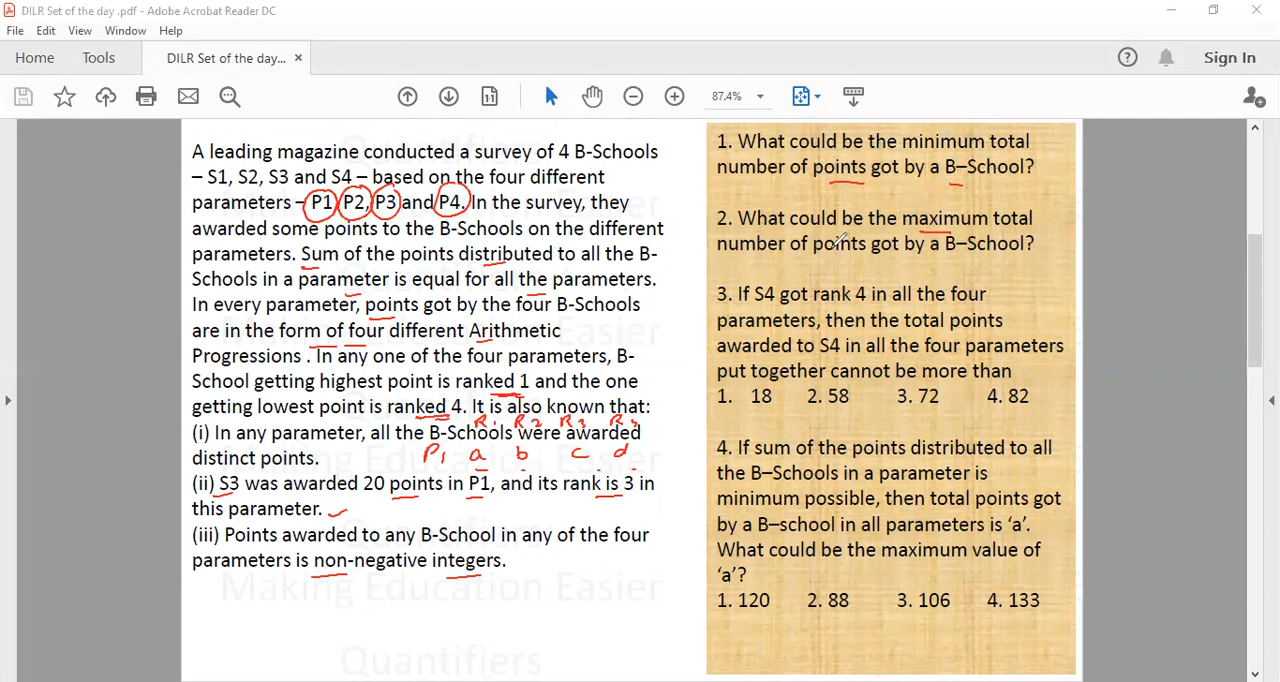 DILR Set of the day .pdf - Adobe Acrobat Reader DC
File Edit View Window Help
Home Tools DILR Set of the day... × Sign In
87.4%
Quantifiers
A leading magazine conducted a survey of 4 B-Schools
– S1, S2, S3 and S4 – based on the four different
parameters – P1, P2, P3 and P4. In the survey, they
awarded some points to the B-Schools on the different
parameters. Sum of the points distributed to all the B-
Schools in a parameter is equal for all the parameters.
In every parameter, points got by the four B-Schools
are in the form of four different Arithmetic
Progressions . In any one of the four parameters, B-
School getting highest point is ranked 1 and the one
getting lowest point is ranked 4. It is also known that:
R1 R2 R3 R3
(i) In any parameter, all the B-Schools were awarded
distinct points.
P1 a b c d
(ii) S3 was awarded 20 points in P1, and its rank is 3 in
this parameter.
(iii) Points awarded to any B-School in any of the four
parameters is non-negative integers.
Making Education Easier
Quantifiers
1. What could be the minimum total
number of points got by a B–School?
2. What could be the maximum total
number of points got by a B–School?
3. If S4 got rank 4 in all the four
parameters, then the total points
awarded to S4 in all the four parameters
put together cannot be more than
1. 18 2. 58 3. 72 4. 82
4. If sum of the points distributed to all
the B–Schools in a parameter is
minimum possible, then total points got
by a B–school in all parameters is ‘a’.
What could be the maximum value of
‘a’?
1. 120 2. 88 3. 106 4. 133